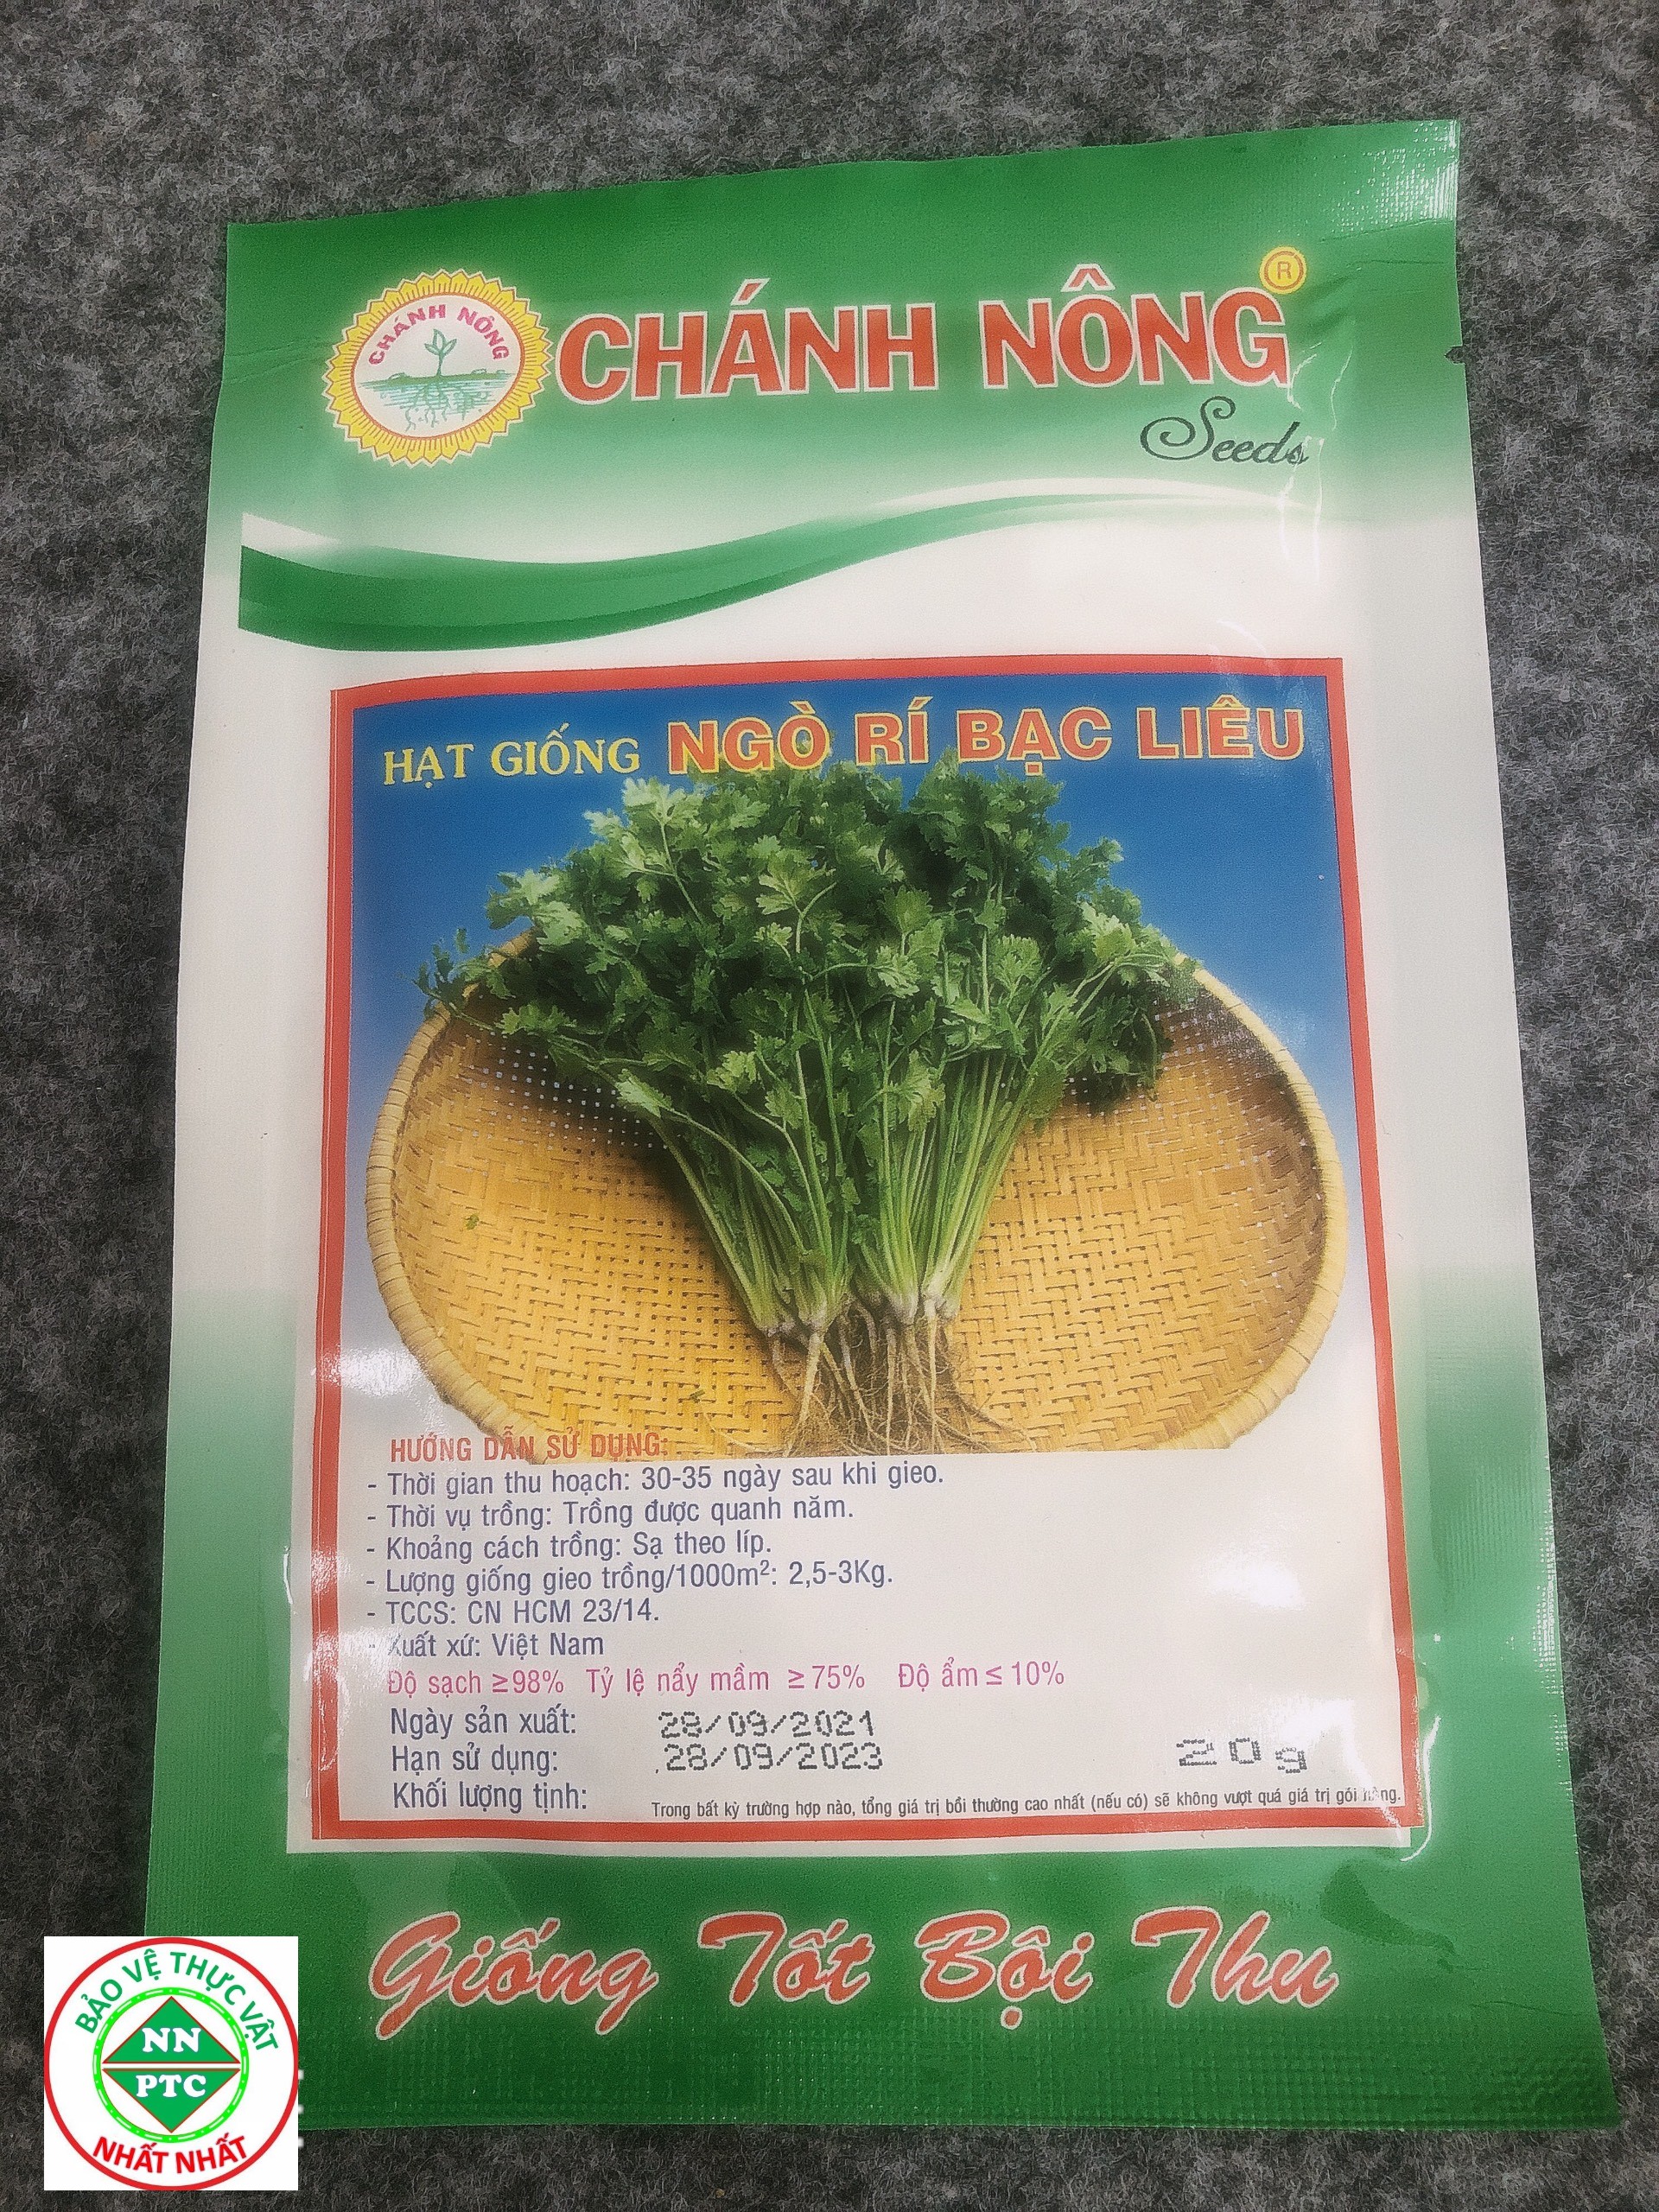 CHÁNH NÔNG
CHÁNH NÔNG ®
Seeds
HẠT GIỐNG NGÒ RÍ BẠC LIÊU
HƯỚNG DẪN SỬ DỤNG:
- Thời gian thu hoạch: 30-35 ngày sau khi gieo.
- Thời vụ trồng: Trồng được quanh năm.
- Khoảng cách trồng: Sạ theo líp.
- Lượng giống gieo trồng/1000m²: 2,5-3Kg.
- TCCS: CN HCM 23/14.
- Xuất xứ: Việt Nam
Độ sạch ≥98% Tỷ lệ nẩy mầm ≥75% Độ ẩm ≤ 10%
Ngày sản xuất: 28/09/2021
Hạn sử dụng: 28/09/2023
Khối lượng tịnh: 20g
Trong bất kỳ trường hợp nào, tổng giá trị bồi thường cao nhất (nếu có) sẽ không vượt quá giá trị gói hàng.
Giống Tốt Bội Thu
BẢO VỆ THỰC VẬT
NN
PTC
NHẤT NHẤT